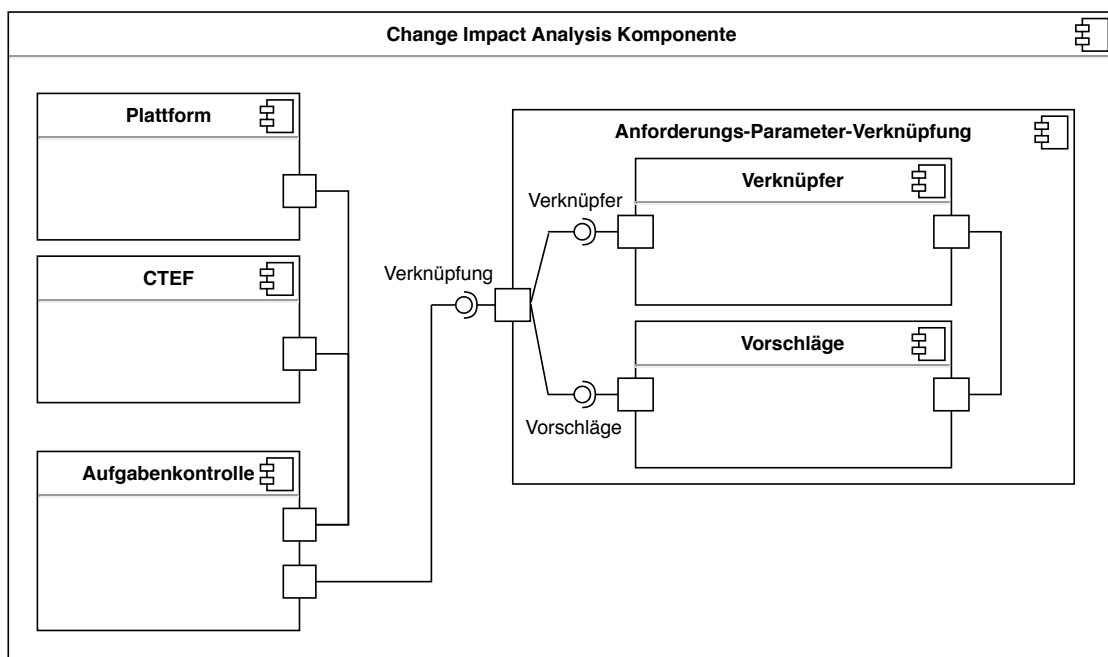 Change Impact Analysis Komponente
Plattform
CTEF
Aufgabenkontrolle
Verknüpfung
Anforderungs-Parameter-Verknüpfung
Verknüpfer
Verknüpfer
Vorschläge
Vorschläge